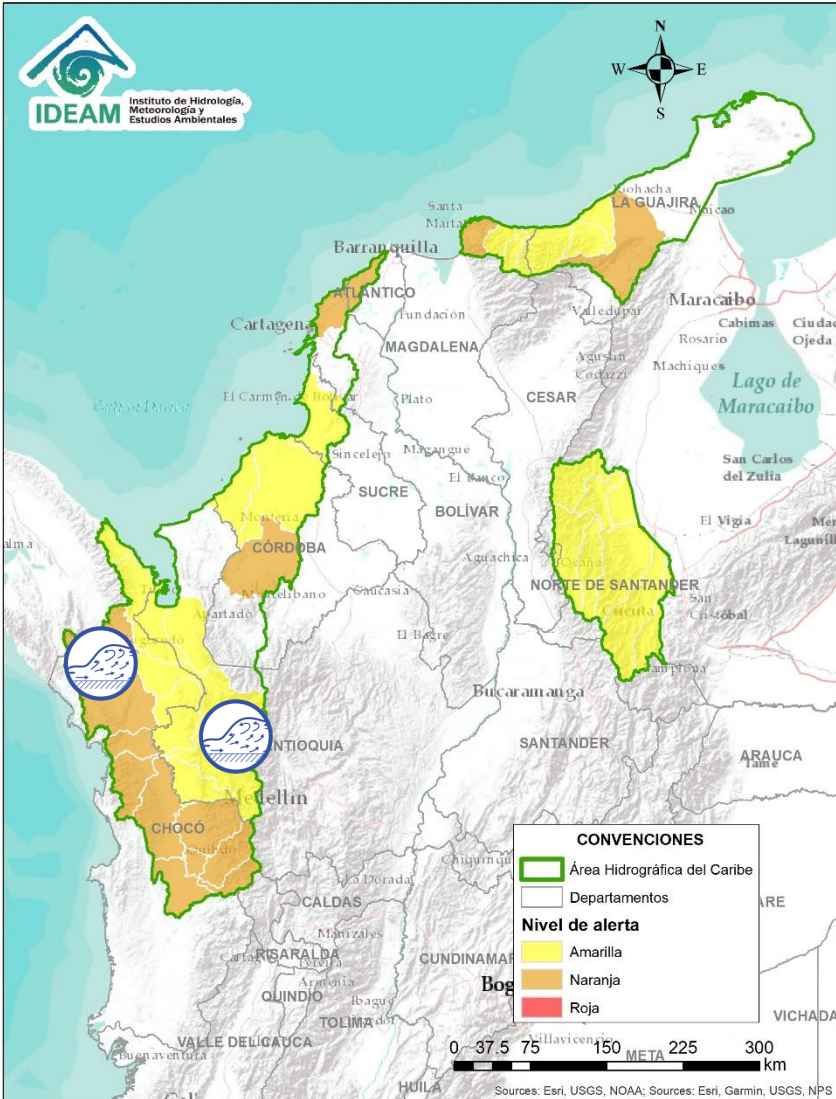 IDEAM
Instituto de Hidrología,
Meteorología y
Estudios Ambientales
N
W
E
S
Riohacha
LA GUAJIRA
Maicao
Santa
Marta
Barranquilla
ATLÁNTICO
Maracaibo
Cartagena
Fundación
Valledupar
Cabimas
Ciudad
Ojeda
Rosario
MAGDALENA
Agustín
Codazzi
Machiques
Lago de
Maracaibo
El Carmen de Bolívar
Plato
CESAR
Sincelejo
Magangue
San Carlos
del Zulia
El Banco
SUCRE
BOLÍVAR
Montería
El Vigía
CÓRDOBA
Aguachica
Ocaña
NORTE DE SANTANDER
Montelíbano
Caucasia
Cúcuta
San
Cristóbal
Apartado
El Bagre
Pamplona
Bucaramanga
ANTIOQUIA
SANTANDER
ARAUCA
Tame
Medellín
CHOCÓ
Quibdó
CONVENCIONES
Área Hidrográfica del Caribe
Departamentos
Nivel de alerta
Amarilla
Naranja
Roja
La Dorada
CALDAS
Manizales
RISARALDA
Pereira
CUNDINAMAR
Armenia
Bog
QUINDÍO
Ibagué
TOLIMA
VICHADA
VALLE DEL CAUCA
Villavicencio
Buenaventura
META
HUILA
0 37.5 75 150 225 300
km
Sources: Esri, USGS, NOAA; Sources: Esri, Garmin, USGS, NPS